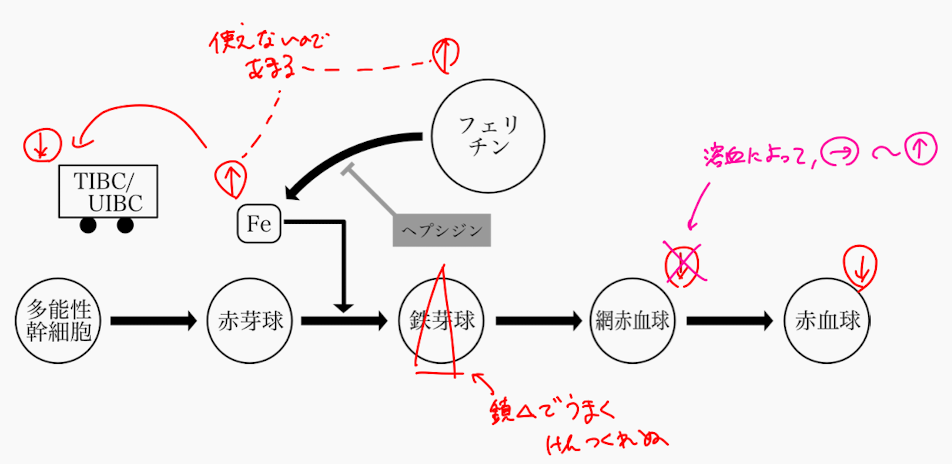 使えないので
あまる
フェリ
チン
溶血によって,→〜↑
TIBC/
UIBC
Fe
ヘプシジン
多能性
幹細胞
赤芽球
鉄芽球
網赤血球
赤血球
鎖△でうまく
けんつくれぬ